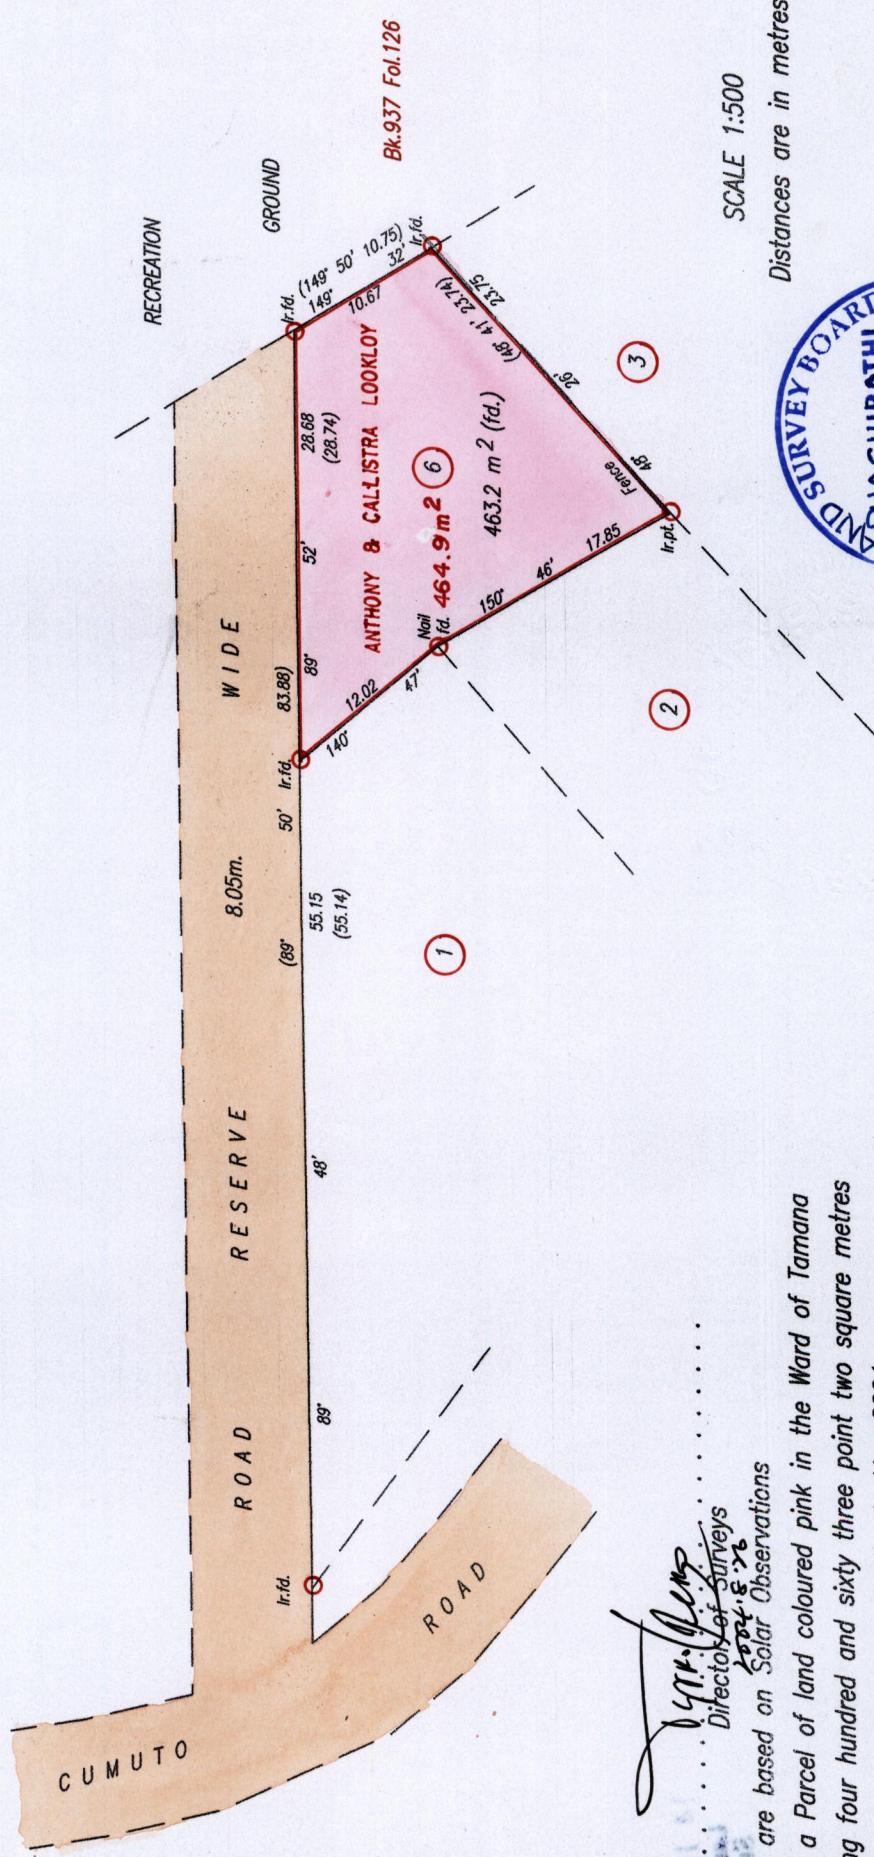 RECREATION
GROUND
Bk.937 Fol.126
SCALE 1:500
Distances are in metres
Ir.fd.
(149° 50' 10.75)
149° 32'
10.67
Ir.fd.
28.68
(28.74)
52'
89°
83.88)
ANTHONY & CALLISTRA LOOKLOY
464.9m²
6
463.2 m² (fd.)
23.75
(48° 41' 23.74)
26'
48°
Fence
3
Ir.pt.
17.85
46'
150°
Nail
fd.
47'
12.02
140°
Ir.fd.
2
ROAD RESERVE 8.05m. WIDE
50'
(89°
55.15
(55.14)
1
48'
89°
Ir.fd.
CUMUTO
ROAD
AND SURVEY BOARD
Director of Surveys
2004.8.26
are based on Solar Observations
a Parcel of land coloured pink in the Ward of Tamana
ng four hundred and sixty three point two square metres